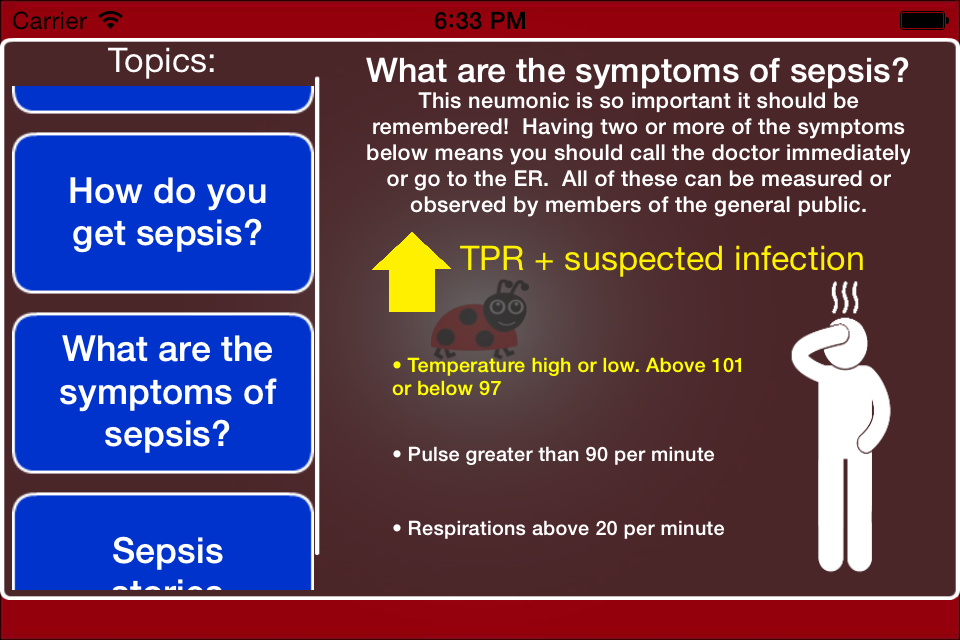 Carrier
6:33 PM
Topics:
How do you
get sepsis?
What are the
symptoms of
sepsis?
Sepsis
stories
What are the symptoms of sepsis?
This neumonic is so important it should be
remembered!  Having two or more of the symptoms
below means you should call the doctor immediately
or go to the ER.  All of these can be measured or
observed by members of the general public.
TPR + suspected infection
• Temperature high or low. Above 101
or below 97
• Pulse greater than 90 per minute
• Respirations above 20 per minute